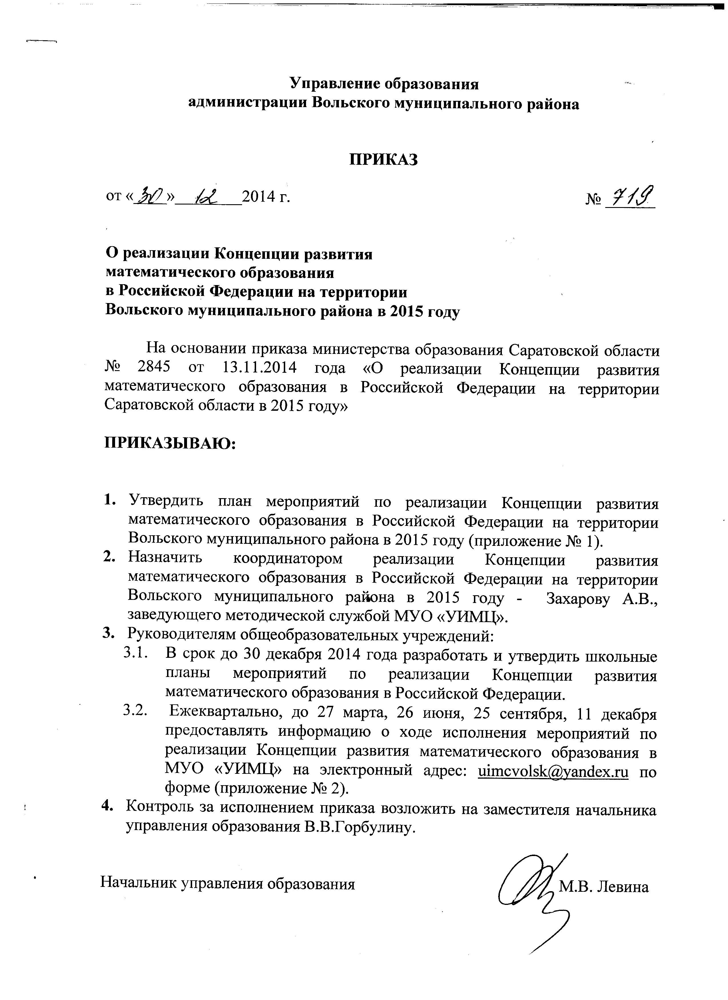 Управление образования
администрации Вольского муниципального района
ПРИКАЗ
от «30» 12 2014 г. № 719
О реализации Концепции развития
математического образования
в Российской Федерации на территории
Вольского муниципального района в 2015 году
На основании приказа министерства образования Саратовской области
№ 2845 от 13.11.2014 года «О реализации Концепции развития
математического образования в Российской Федерации на территории
Саратовской области в 2015 году»
ПРИКАЗЫВАЮ:
1. Утвердить план мероприятий по реализации Концепции развития
математического образования в Российской Федерации на территории
Вольского муниципального района в 2015 году (приложение № 1).
2. Назначить координатором реализации Концепции развития
математического образования в Российской Федерации на территории
Вольского муниципального района в 2015 году - Захарову А.В.,
заведующего методической службой МУО «УИМЦ».
3. Руководителям общеобразовательных учреждений:
3.1. В срок до 30 декабря 2014 года разработать и утвердить школьные
планы мероприятий по реализации Концепции развития
математического образования в Российской Федерации.
3.2. Ежеквартально, до 27 марта, 26 июня, 25 сентября, 11 декабря
предоставлять информацию о ходе исполнения мероприятий по
реализации Концепции развития математического образования в
МУО «УИМЦ» на электронный адрес: uimcvolsk@yandex.ru по
форме (приложение № 2).
4. Контроль за исполнением приказа возложить на заместителя начальника
управления образования В.В.Горбулину.
Начальник управления образования М.В. Левина